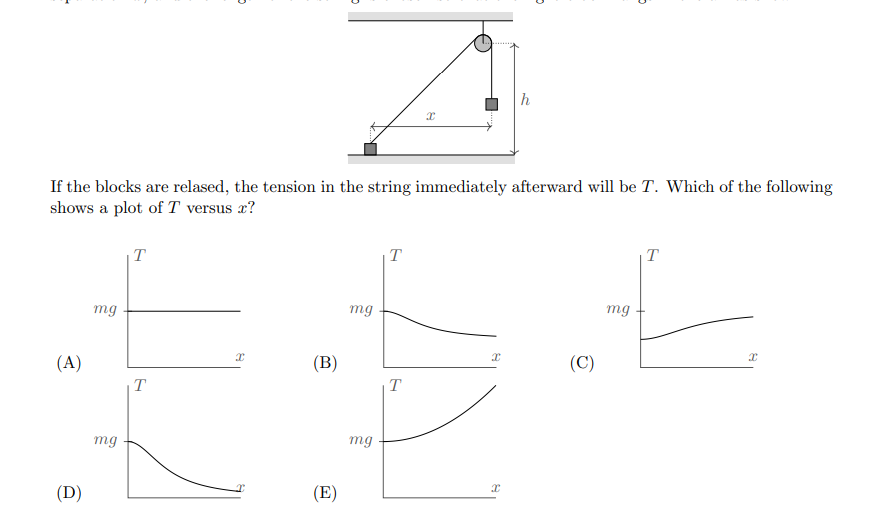 x
h
If the blocks are relased, the tension in the string immediately afterward will be T. Which of the following
shows a plot of T versus x?
T
mg
x
(A)
T
mg
x
(B)
T
mg
x
(C)
T
mg
x
(D)
T
mg
x
(E)